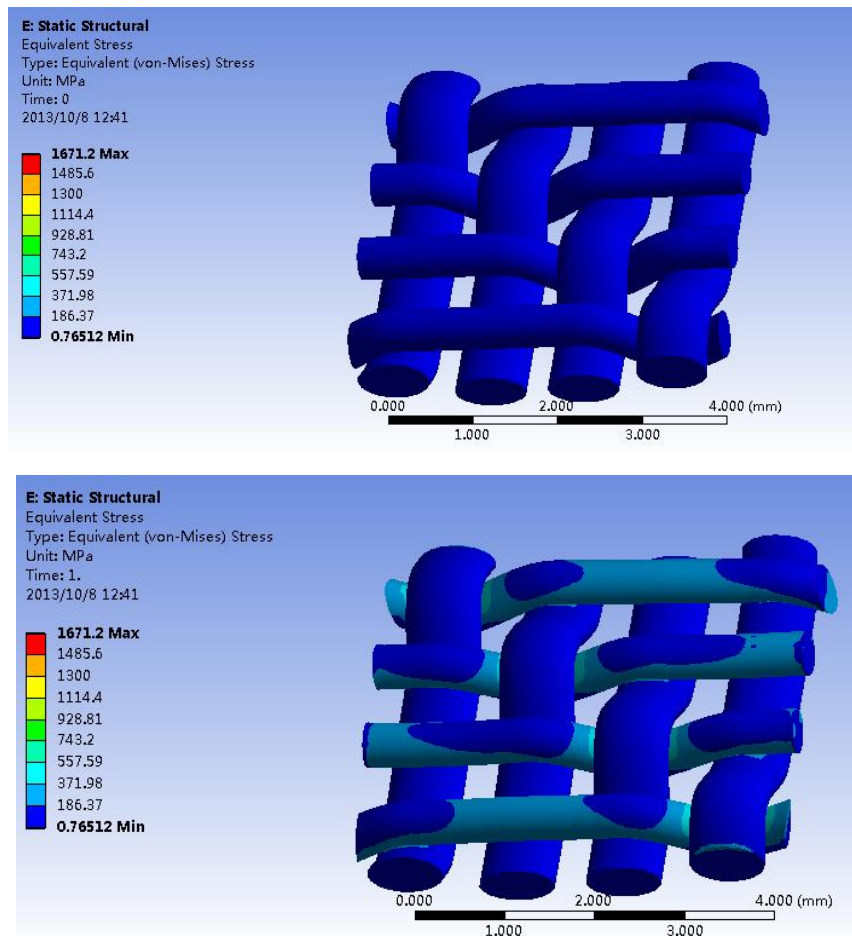 E: Static Structural
Equivalent Stress
Type: Equivalent (von-Mises) Stress
Unit: MPa
Time: 0
2013/10/8 12:41
1671.2 Max
1485.6
1300
1114.4
928.81
743.2
557.59
371.98
186.37
0.76512 Min
0.000 2.000 4.000 (mm)
1.000 3.000
E: Static Structural
Equivalent Stress
Type: Equivalent (von-Mises) Stress
Unit: MPa
Time: 1.
2013/10/8 12:41
1671.2 Max
1485.6
1300
1114.4
928.81
743.2
557.59
371.98
186.37
0.76512 Min
0.000 2.000 4.000 (mm)
1.000 3.000